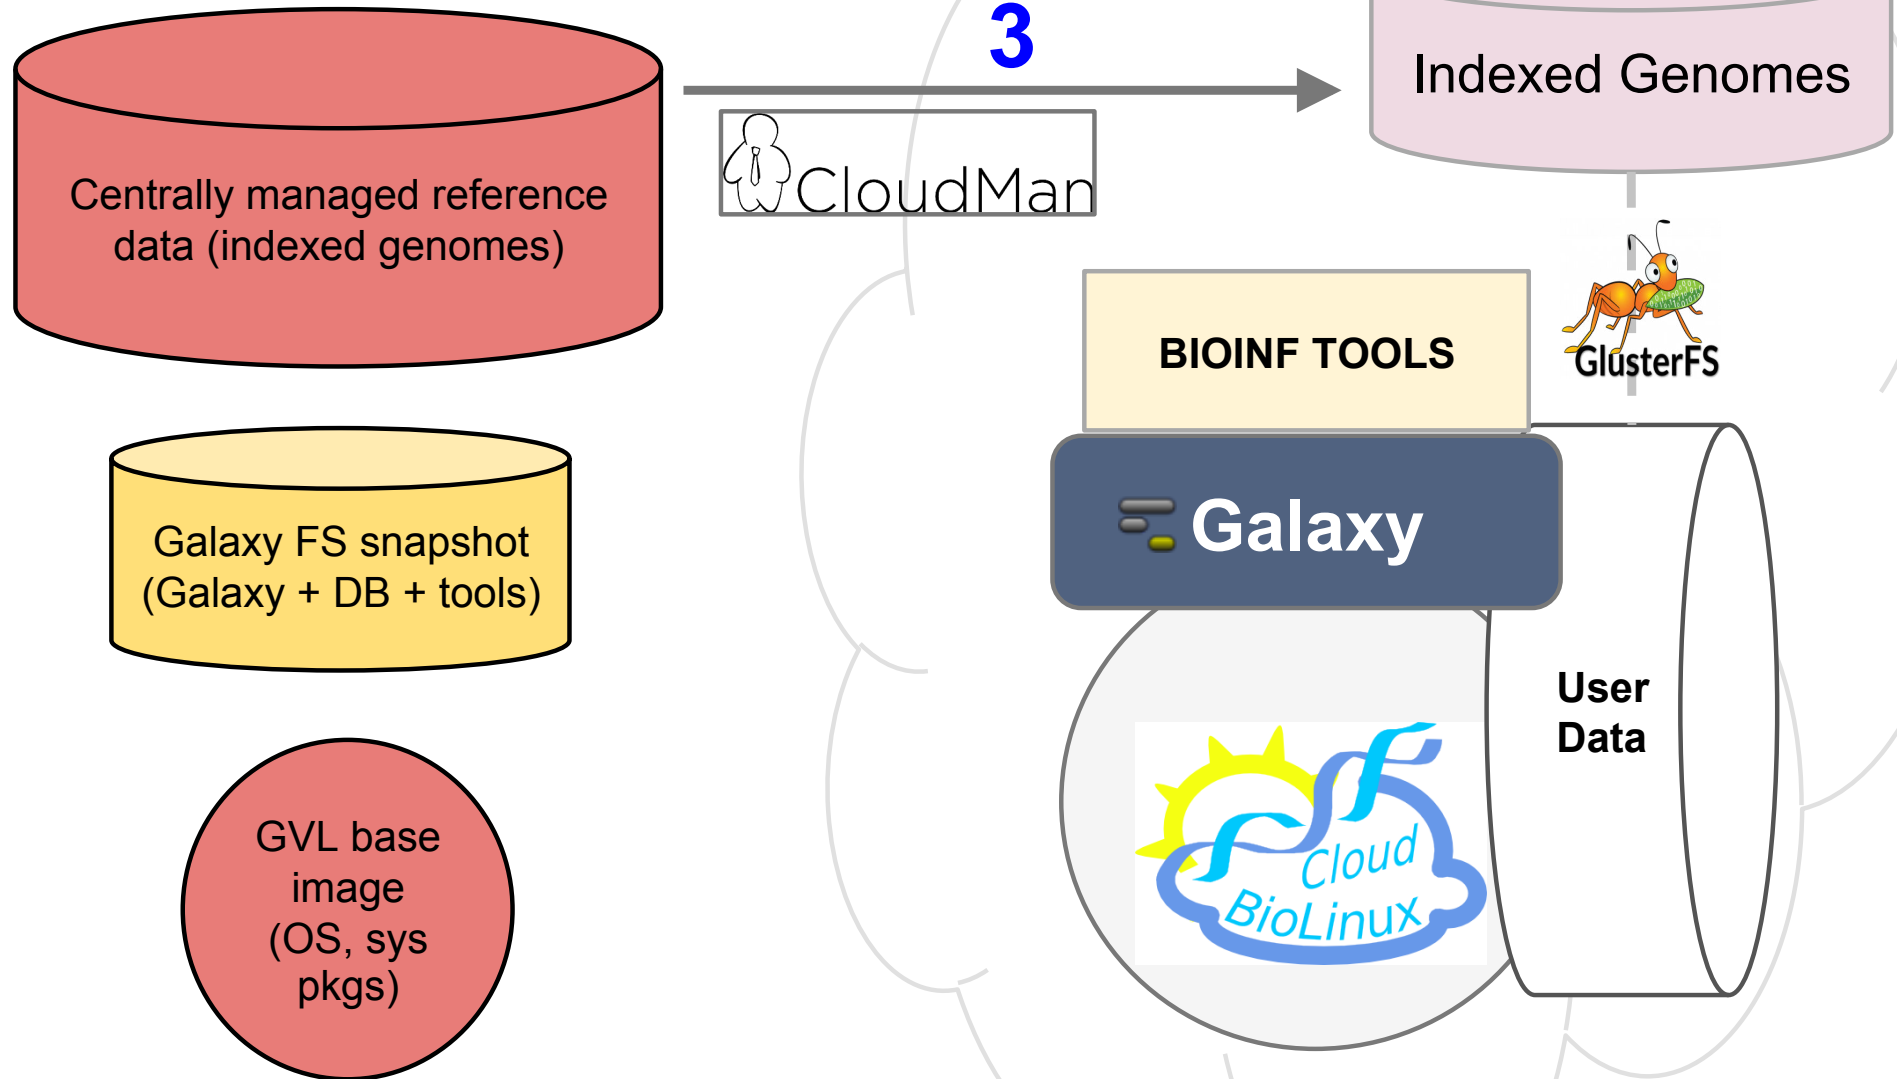 3
Indexed Genomes
CloudMan
Centrally managed reference
data (indexed genomes)
GlusterFS
BIOINF TOOLS
Galaxy FS snapshot
(Galaxy + DB + tools)
Galaxy
User
Data
GVL base
image
(OS, sys
pkgs)
Cloud
BioLinux